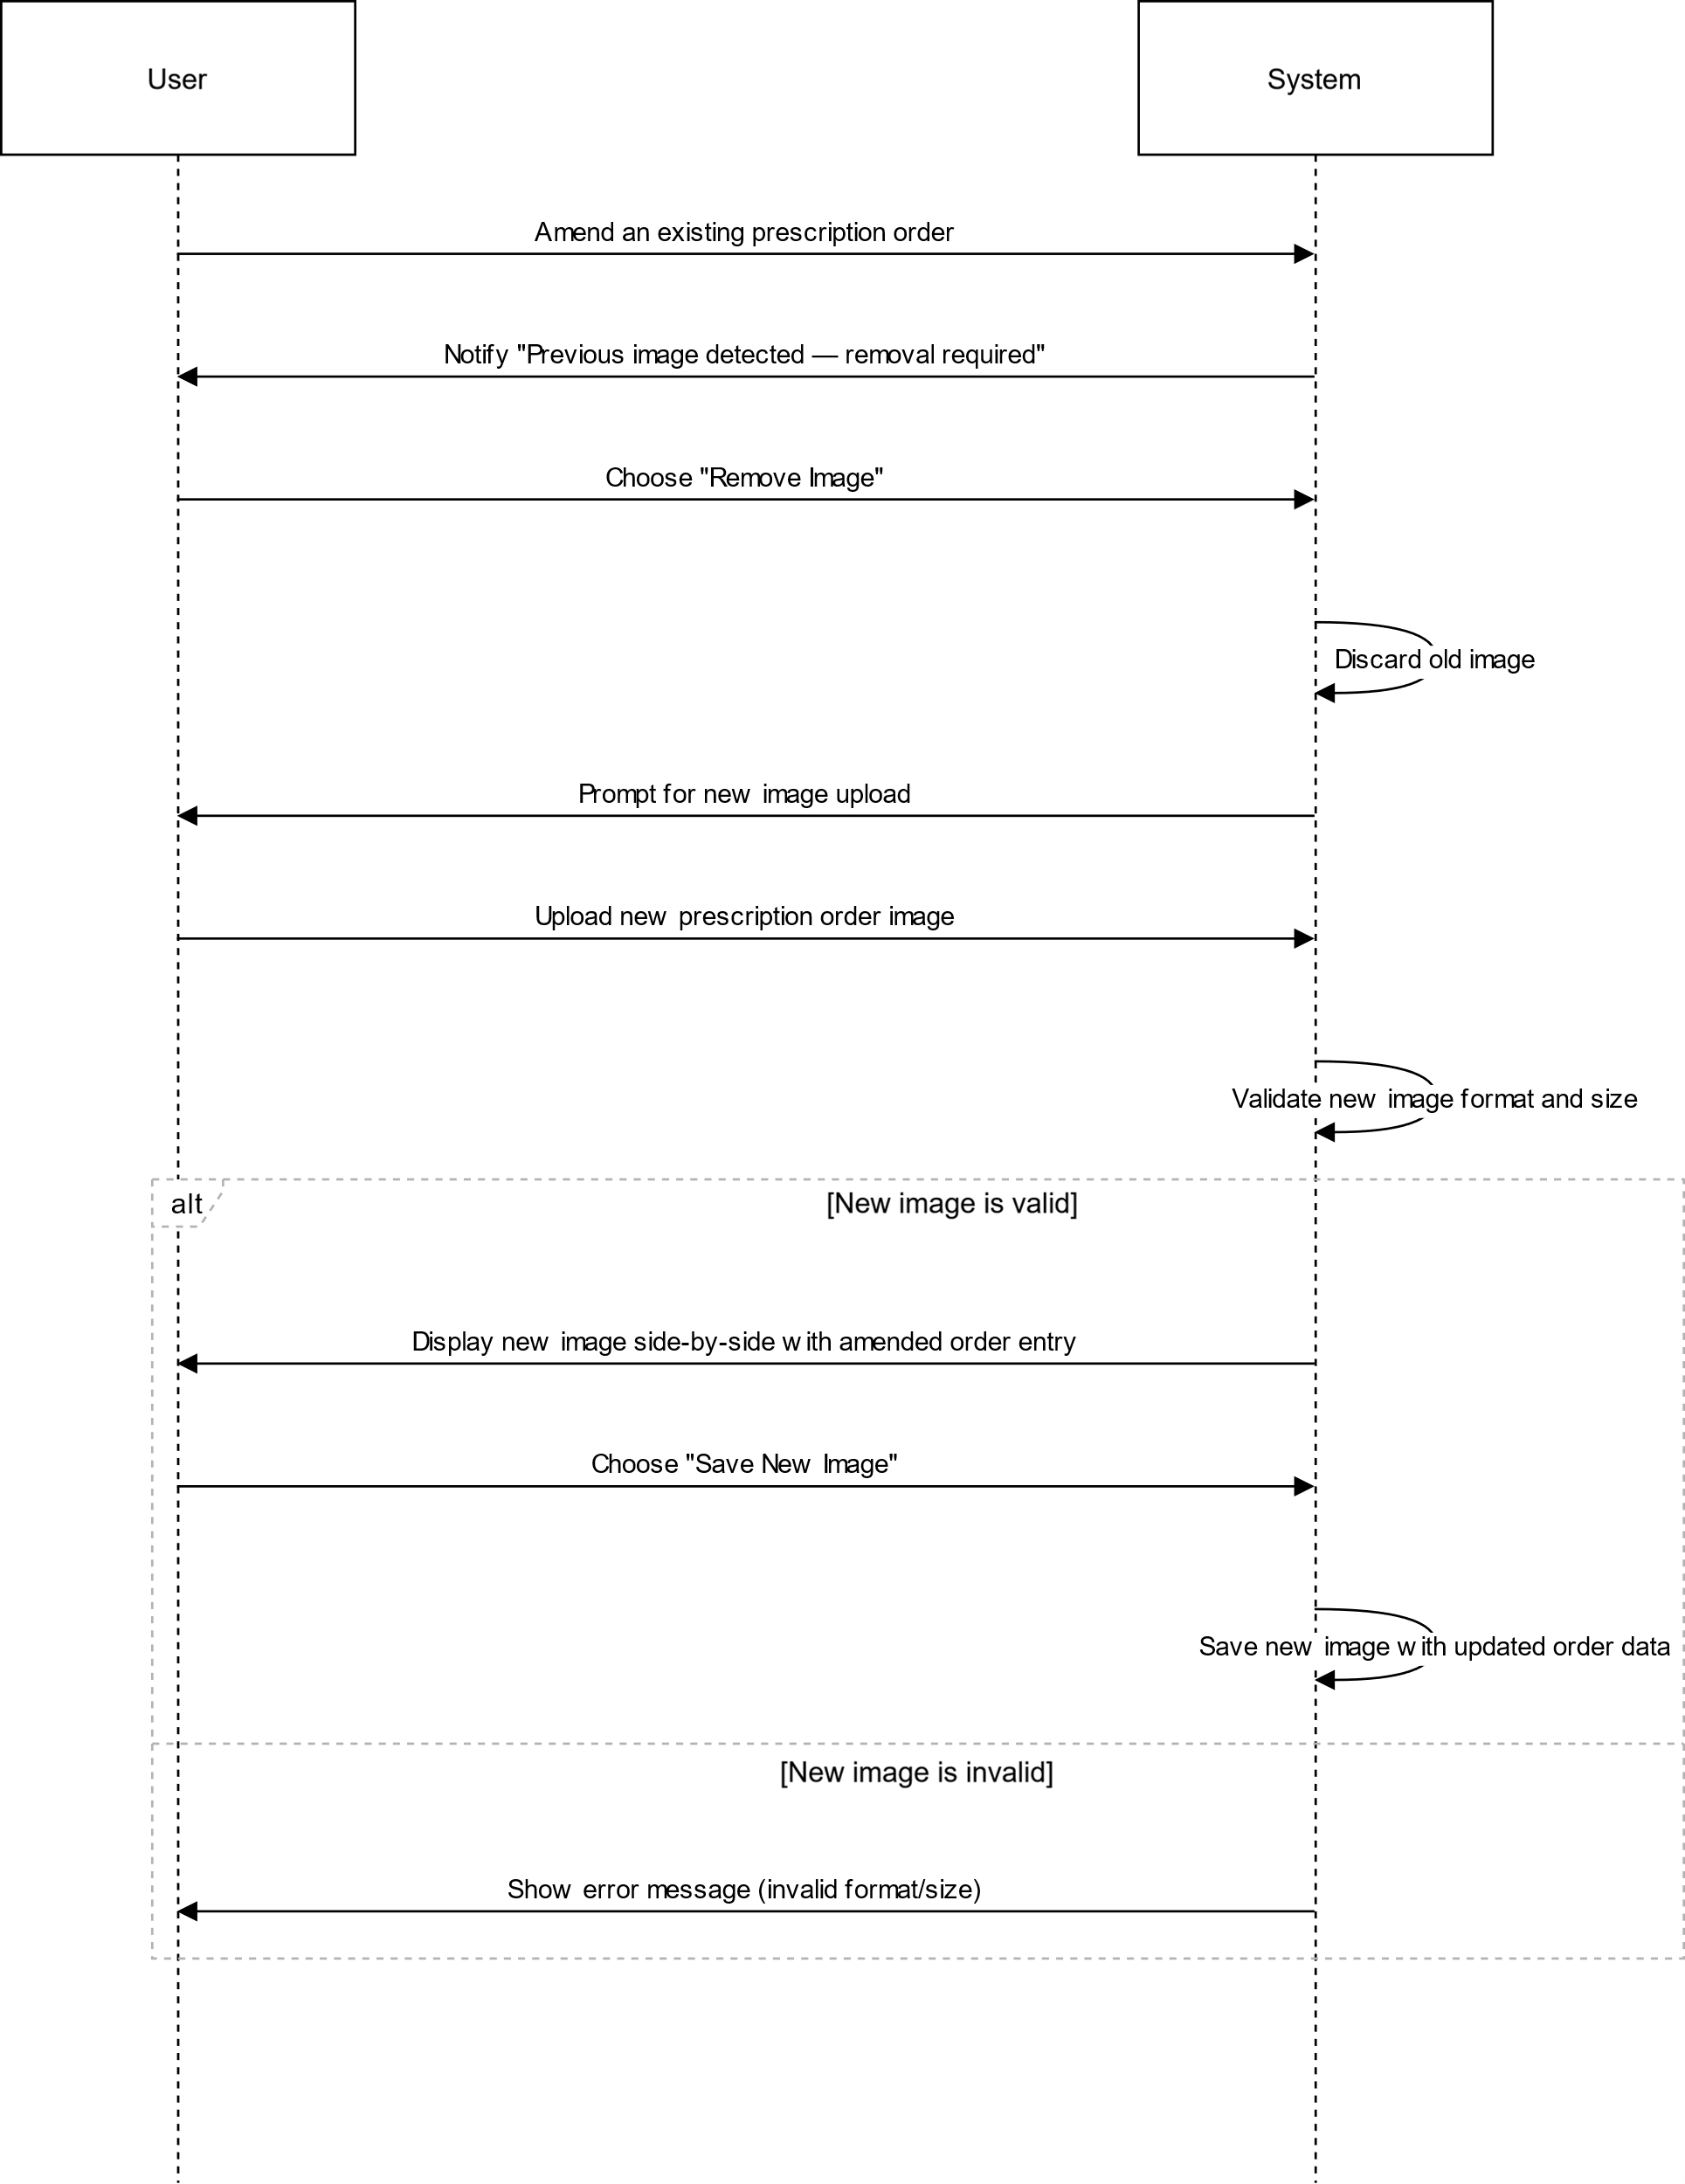 User
System
Amend an existing prescription order
Notify "Previous image detected — removal required"
Choose "Remove Image"
Discard old image
Prompt for new image upload
Upload new prescription order image
Validate new image format and size
alt
[New image is valid]
Display new image side-by-side with amended order entry
Choose "Save New Image"
Save new image with updated order data
[New image is invalid]
Show error message (invalid format/size)